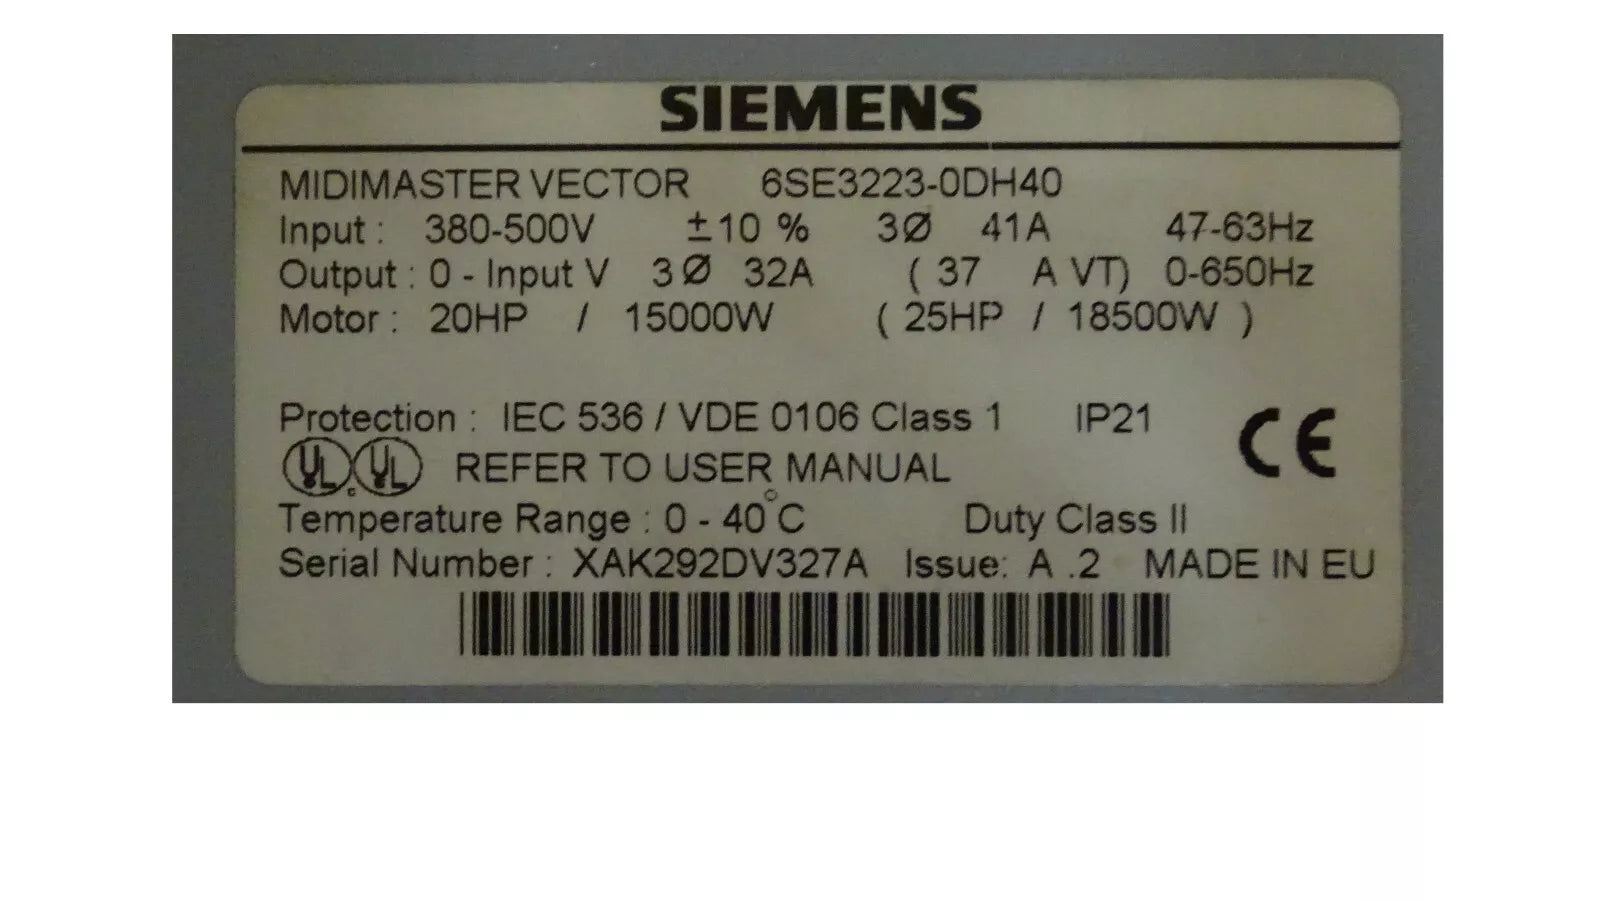 SIEMENS
MIDIMASTER VECTOR 6SE3223-0DH40
Input : 380-500V ±10 % 3Ø 41A 47-63Hz
Output : 0 - Input V 3Ø 32A ( 37 A VT) 0-650Hz
Motor : 20HP / 15000W ( 25HP / 18500W )
Protection : IEC 536 / VDE 0106 Class 1 IP21 CE
UL c UL REFER TO USER MANUAL
Temperature Range : 0 - 40°C Duty Class II
Serial Number : XAK292DV327A Issue: A .2 MADE IN EU